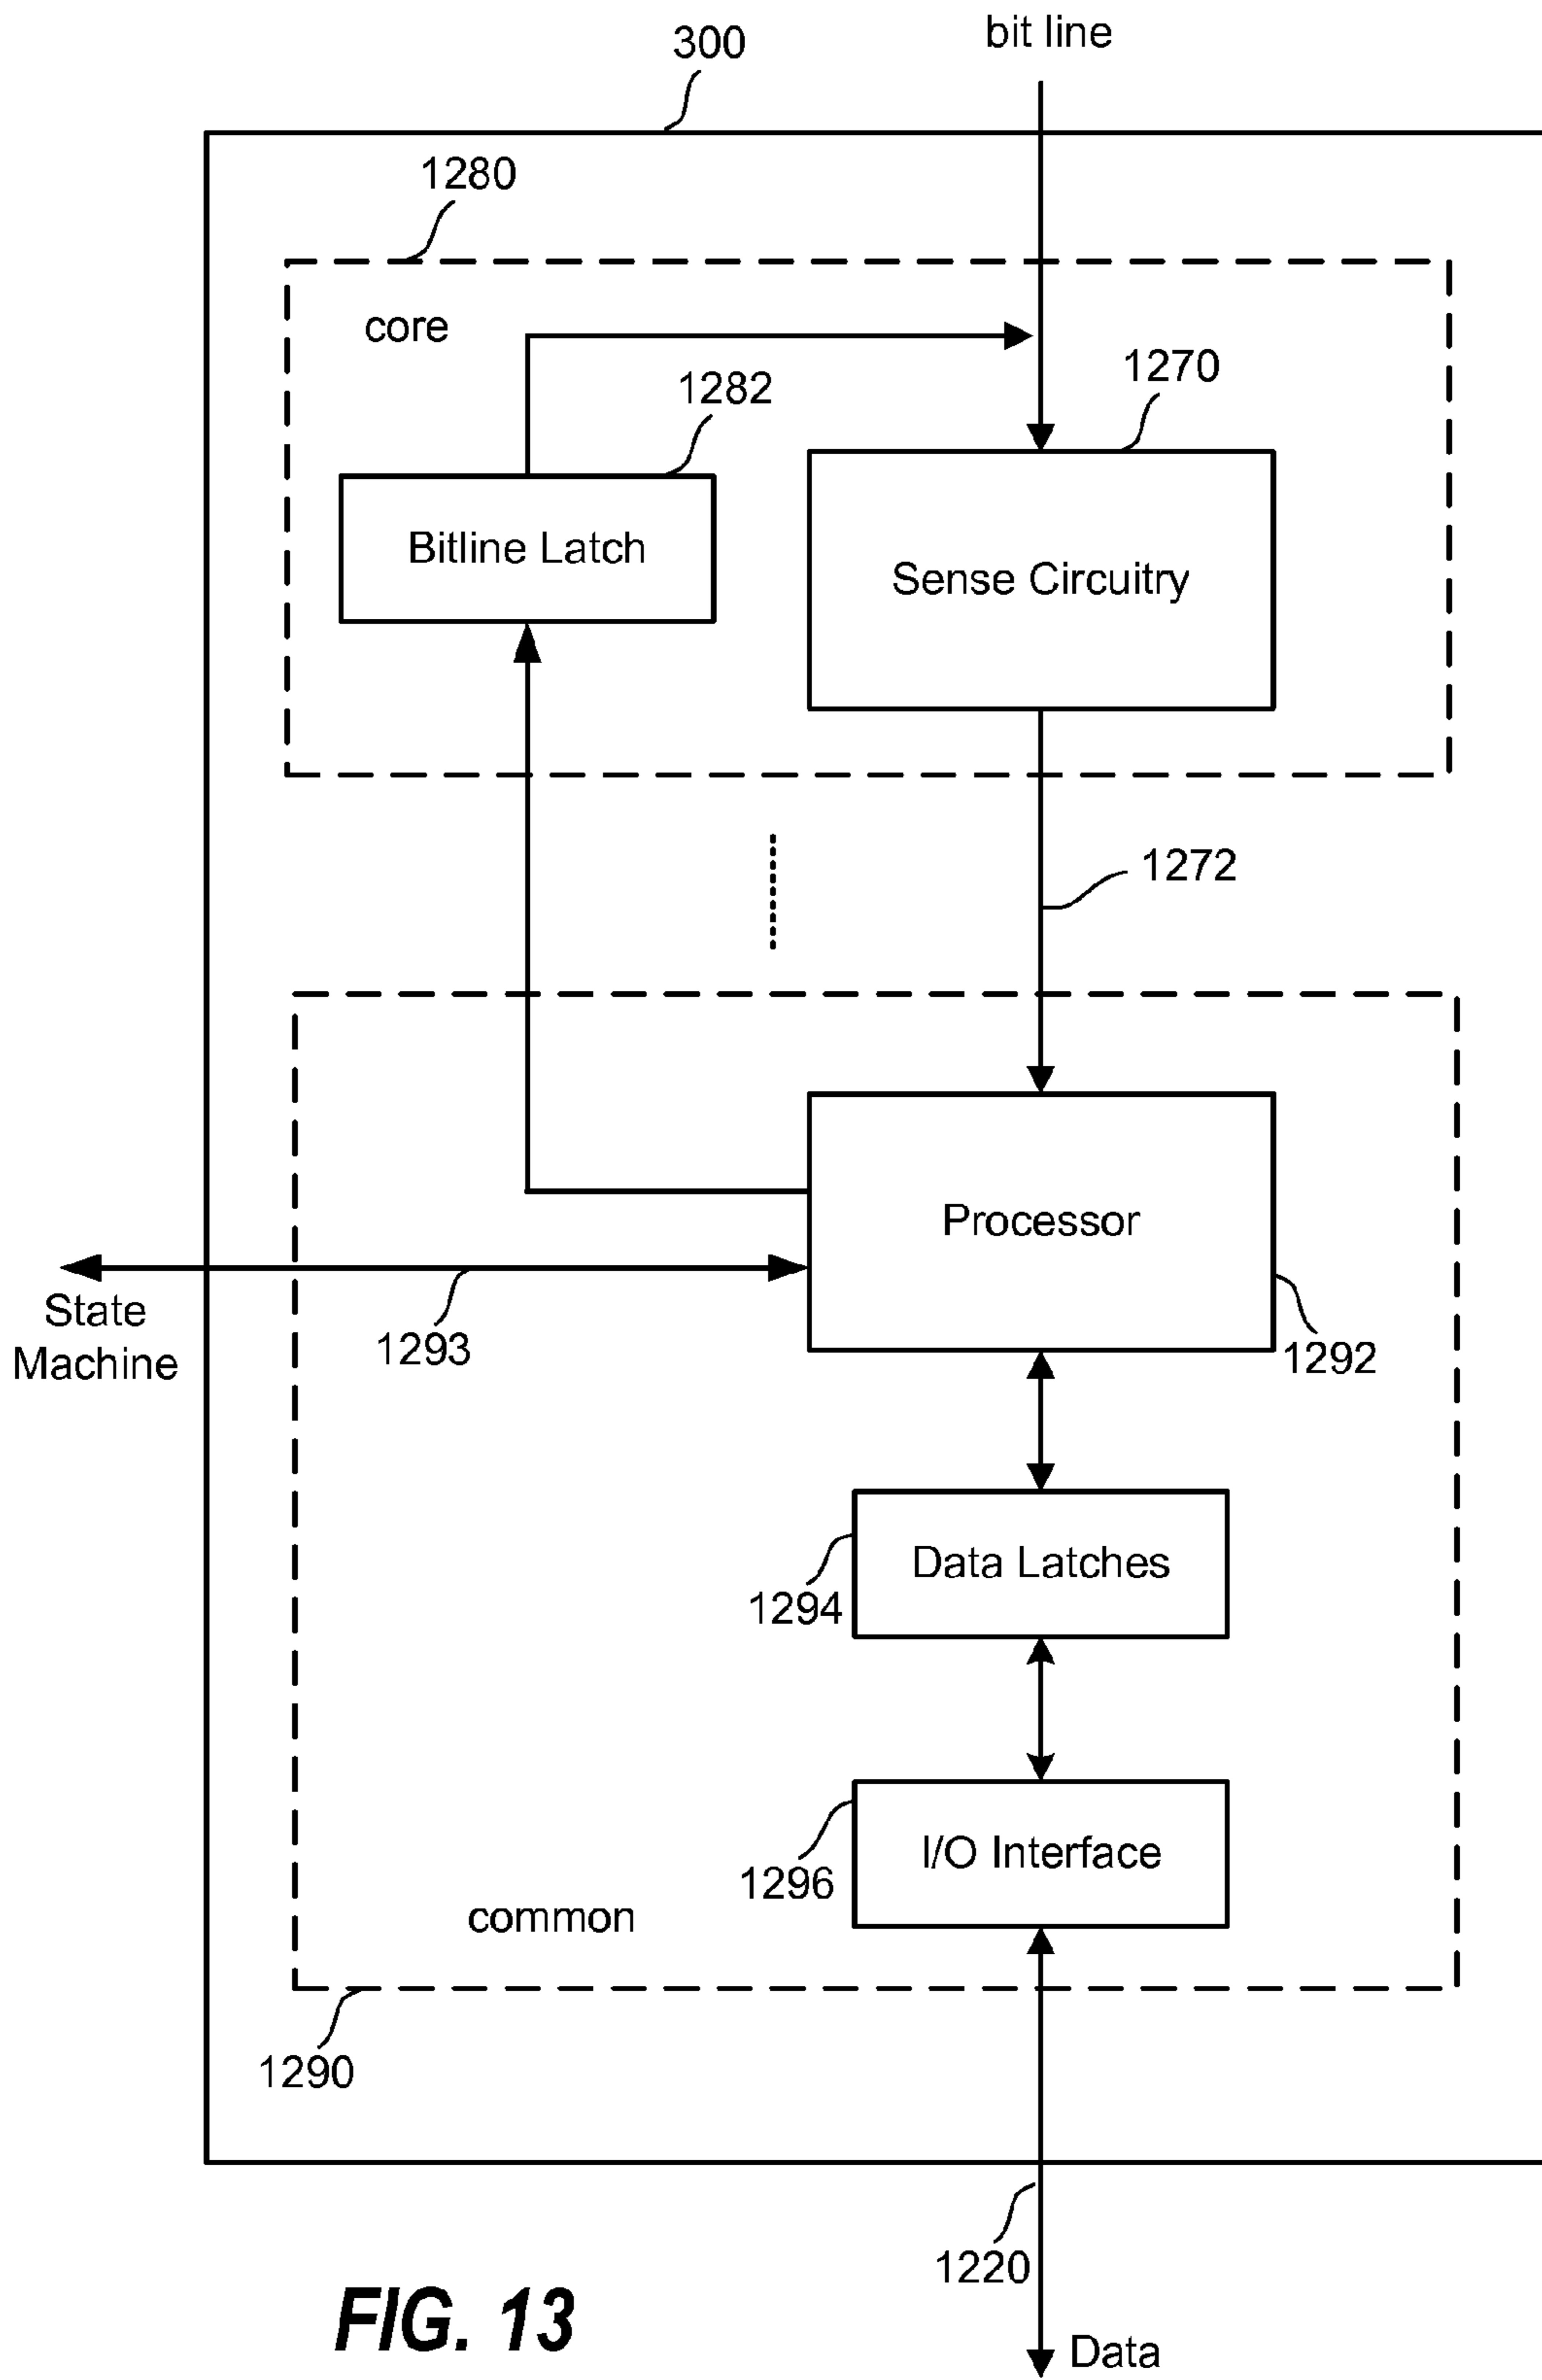 bit line
300
1280
core
1282
1270
Bitline Latch
Sense Circuitry
1272
Processor
State
Machine
1293
1292
Data Latches
1294
I/O Interface
1296
common
1290
1220
FIG. 13
Data